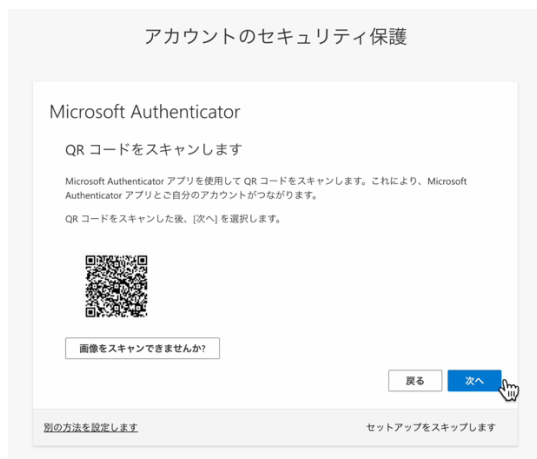 アカウントのセキュリティ保護
Microsoft Authenticator
QR コードをスキャンします
Microsoft Authenticator アプリを使用して QR コードをスキャンします。これにより、Microsoft
Authenticator アプリとご自分のアカウントがつながります。
QR コードをスキャンした後、[次へ] を選択します。
画像をスキャンできませんか?
戻る
次へ
別の方法を設定します
セットアップをスキップします